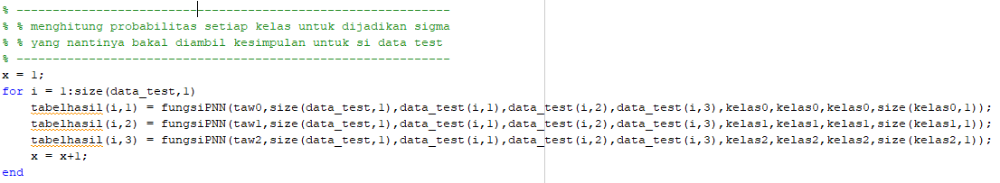 % ------------------------------------------------------------
% % menghitung probabilitas setiap kelas untuk dijadikan sigma
% % yang nantinya bakal diambil kesimpulan untuk si data test
% ------------------------------------------------------------
x = 1;
for i = 1:size(data_test,1)
    tabelhasil(i,1) = fungsiPNN(taw0,size(data_test,1),data_test(i,1),data_test(i,2),data_test(i,3),kelas0,kelas0,kelas0,size(kelas0,1));
    tabelhasil(i,2) = fungsiPNN(taw1,size(data_test,1),data_test(i,1),data_test(i,2),data_test(i,3),kelas1,kelas1,kelas1,size(kelas1,1));
    tabelhasil(i,3) = fungsiPNN(taw2,size(data_test,1),data_test(i,1),data_test(i,2),data_test(i,3),kelas2,kelas2,kelas2,size(kelas2,1));
    x = x+1;
end